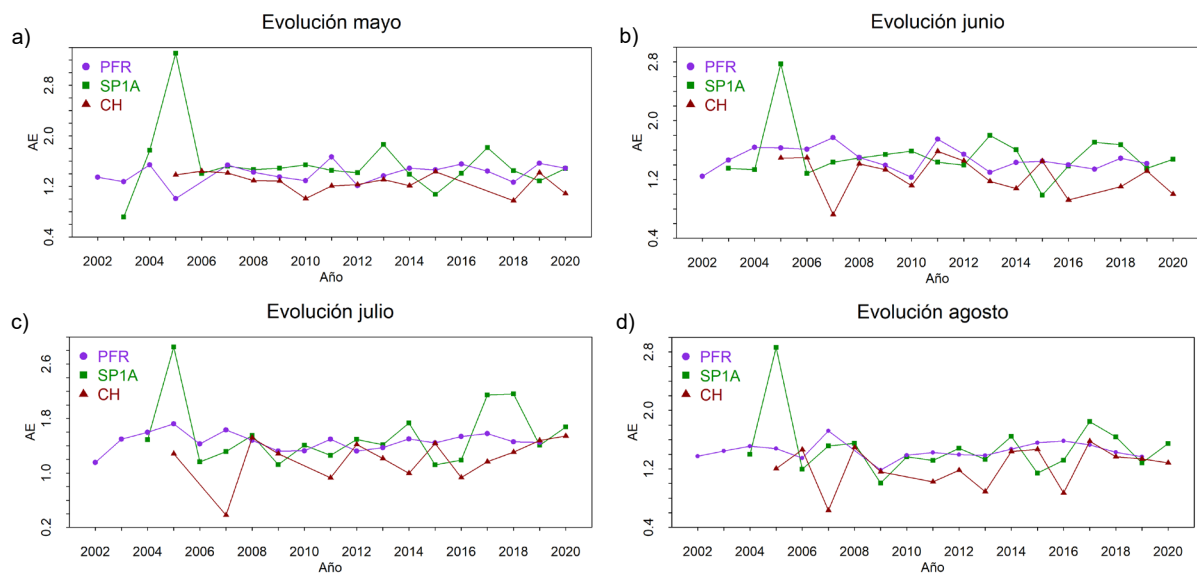 a)
Evolución mayo
PFR
SP1A
CH
AE
2.8
2.0
1.2
0.4
2002 2004 2006 2008 2010 2012 2014 2016 2018 2020
Año
b)
Evolución junio
PFR
SP1A
CH
AE
2.8
2.0
1.2
0.4
2002 2004 2006 2008 2010 2012 2014 2016 2018 2020
Año
c)
Evolución julio
PFR
SP1A
CH
AE
2.6
1.8
1.0
0.2
2002 2004 2006 2008 2010 2012 2014 2016 2018 2020
Año
d)
Evolución agosto
PFR
SP1A
CH
AE
2.8
2.0
1.2
0.4
2002 2004 2006 2008 2010 2012 2014 2016 2018 2020
Año